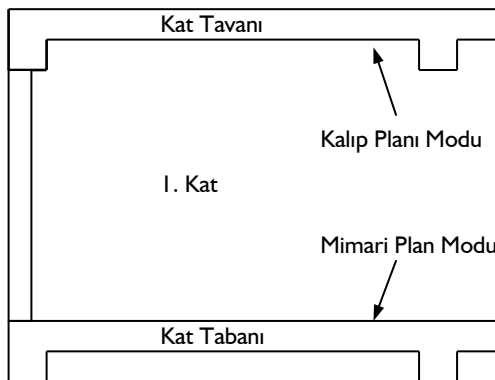 Kat Tavanı
Kalıp Planı Modu
1. Kat
Mimari Plan Modu
Kat Tabanı